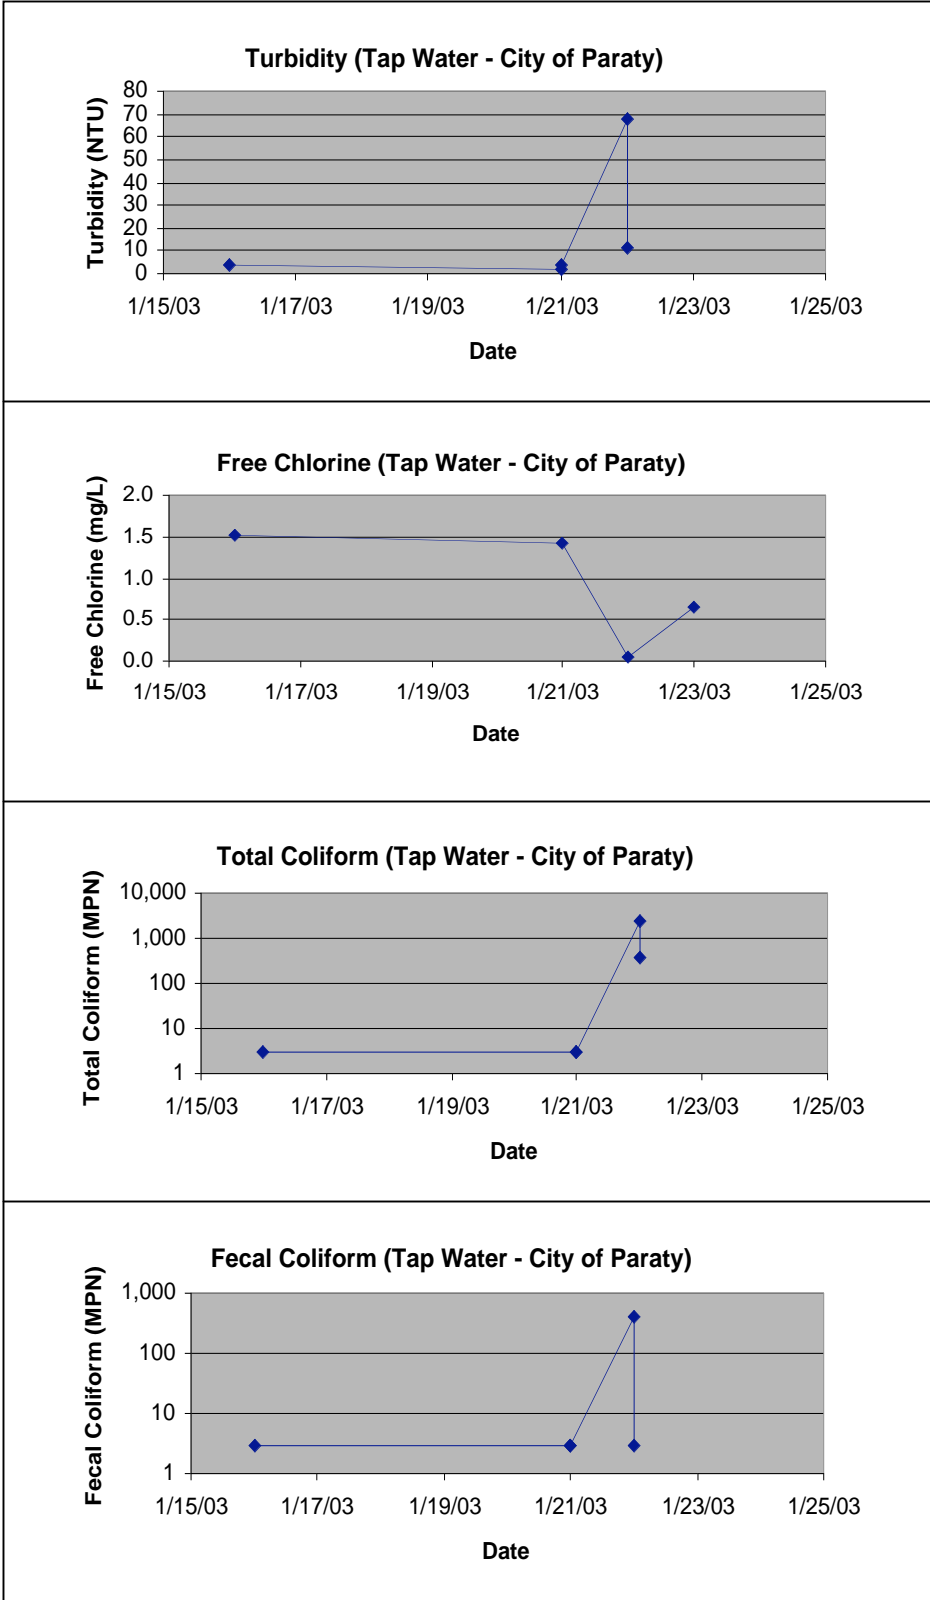 Turbidity (Tap Water - City of Paraty)
Turbidity (NTU)
80
70
60
50
40
30
20
10
0
1/15/03 1/17/03 1/19/03 1/21/03 1/23/03 1/25/03
Date
Free Chlorine (Tap Water - City of Paraty)
Free Chlorine (mg/L)
2.0
1.5
1.0
0.5
0.0
1/15/03 1/17/03 1/19/03 1/21/03 1/23/03 1/25/03
Date
Total Coliform (Tap Water - City of Paraty)
Total Coliform (MPN)
10,000
1,000
100
10
1
1/15/03 1/17/03 1/19/03 1/21/03 1/23/03 1/25/03
Date
Fecal Coliform (Tap Water - City of Paraty)
Fecal Coliform (MPN)
1,000
100
10
1
1/15/03 1/17/03 1/19/03 1/21/03 1/23/03 1/25/03
Date